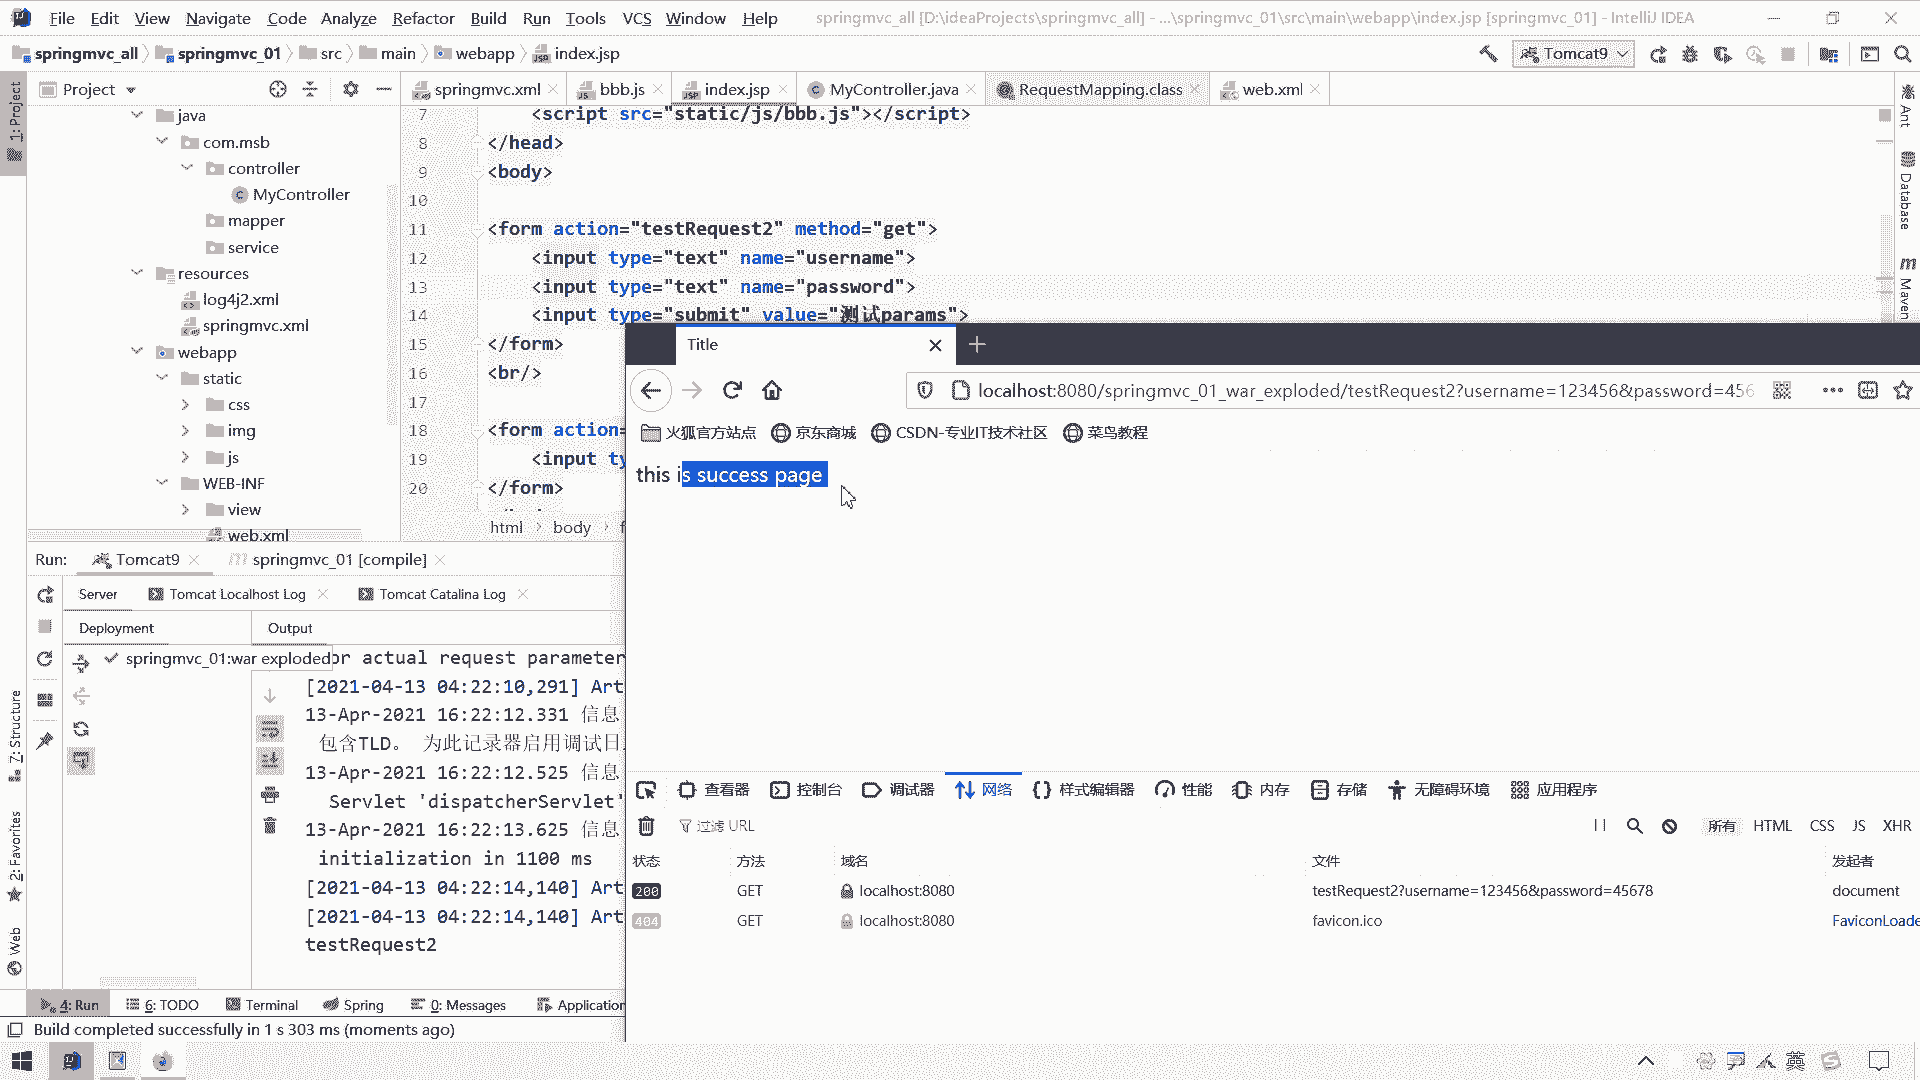 File Edit View Navigate Code Analyze Refactor Build Run Tools VCS Window Help springmvc_all [D:\ideaProjects\springmvc_all] - ...\springmvc_01\src\main\webapp\index.jsp [springmvc_01] - IntelliJ IDEA
springmvc_all springmvc_01 src main webapp index.jsp Tomcat9
1: Project
Project
springmvc.xml bbb.js index.jsp MyController.java RequestMapping.class web.xml
Ant
Database
Maven
java
com.msb
controller
MyController
mapper
service
resources
log4j2.xml
springmvc.xml
webapp
static
css
img
js
WEB-INF
view
web.xml
7 <script src="static/js/bbb.js"></script>
8 </head>
9 <body>
10
11 <form action="testRequest2" method="get">
12 <input type="text" name="username">
13 <input type="text" name="password">
14 <input type="submit" value="测试params">
15 </form>
16 <br/>
17
18 <form action=
19 <input ty
20 </form>
html body f
Title
localhost:8080/springmvc_01_war_exploded/testRequest2?username=123456&password=456
火狐官方站点 京东商城 CSDN-专业IT技术社区 菜鸟教程
this is success page
Run: Tomcat9 springmvc_01 [compile]
Server Tomcat Localhost Log Tomcat Catalina Log
Deployment Output
springmvc_01:war exploded
or actual request parameter
[2021-04-13 04:22:10,291] Art
13-Apr-2021 16:22:12.331 信息
包含TLD。 为此记录器启用调试日
13-Apr-2021 16:22:12.525 信息
Servlet 'dispatcherServlet'
13-Apr-2021 16:22:13.625 信息
initialization in 1100 ms
[2021-04-13 04:22:14,140] Art
[2021-04-13 04:22:14,140] Art
testRequest2
7: Structure
2: Favorites
Web
查看器 控制台 调试器 网络 样式编辑器 性能 内存 存储 无障碍环境 应用程序
过滤 URL 所有 HTML CSS JS XHR
状态 方法 域名 文件 发起者
200 GET localhost:8080 testRequest2?username=123456&password=45678 document
404 GET localhost:8080 favicon.ico FaviconLoade
4: Run 6: TODO Terminal Spring 0: Messages Application
Build completed successfully in 1 s 303 ms (moments ago)
英